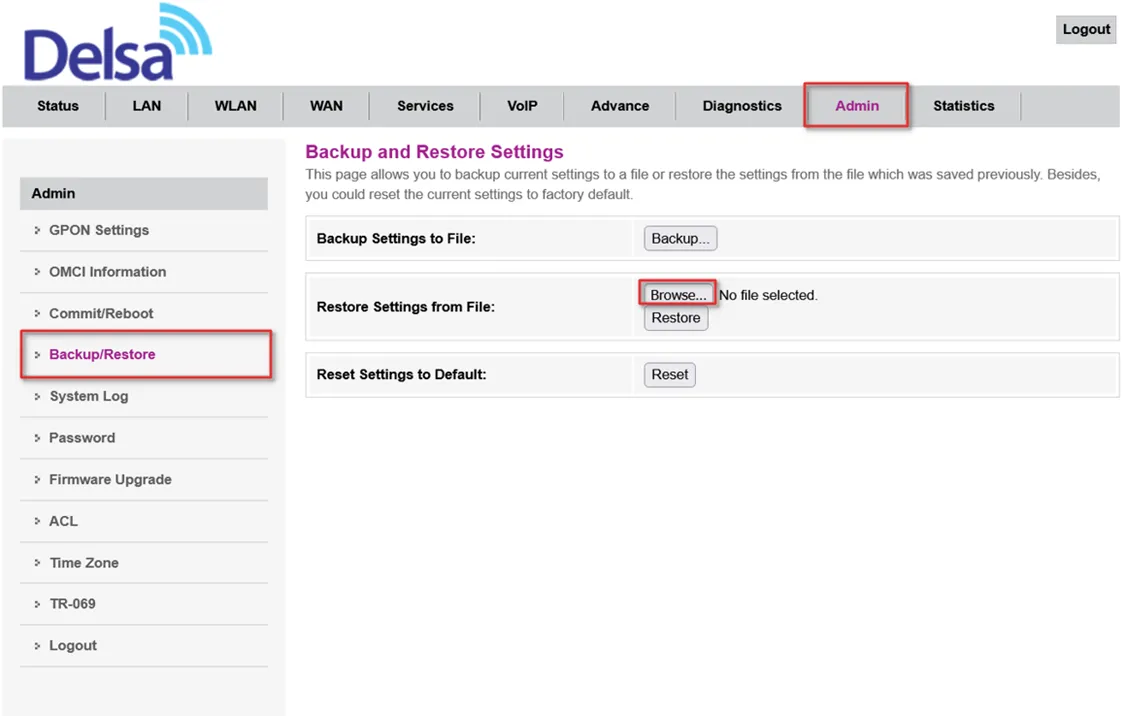 Delsa
Logout
Status LAN WLAN WAN Services VoIP Advance Diagnostics Admin Statistics
Admin
GPON Settings
OMCI Information
Commit/Reboot
Backup/Restore
System Log
Password
Firmware Upgrade
ACL
Time Zone
TR-069
Logout
Backup and Restore Settings
This page allows you to backup current settings to a file or restore the settings from the file which was saved previously. Besides,
you could reset the current settings to factory default.
Backup Settings to File: Backup...
Restore Settings from File: Browse... No file selected.
Restore
Reset Settings to Default: Reset